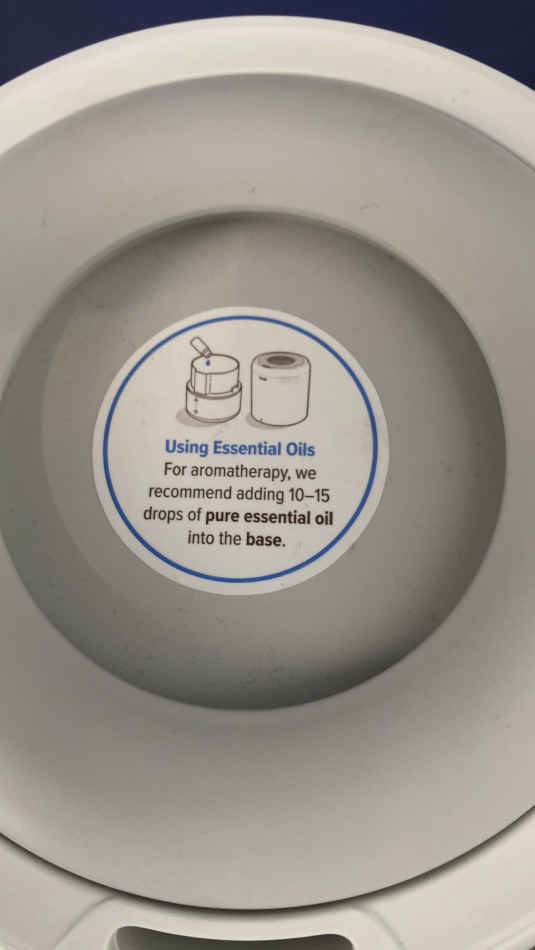 Using Essential Oils
For aromatherapy, we
recommend adding 10–15
drops of pure essential oil
into the base.